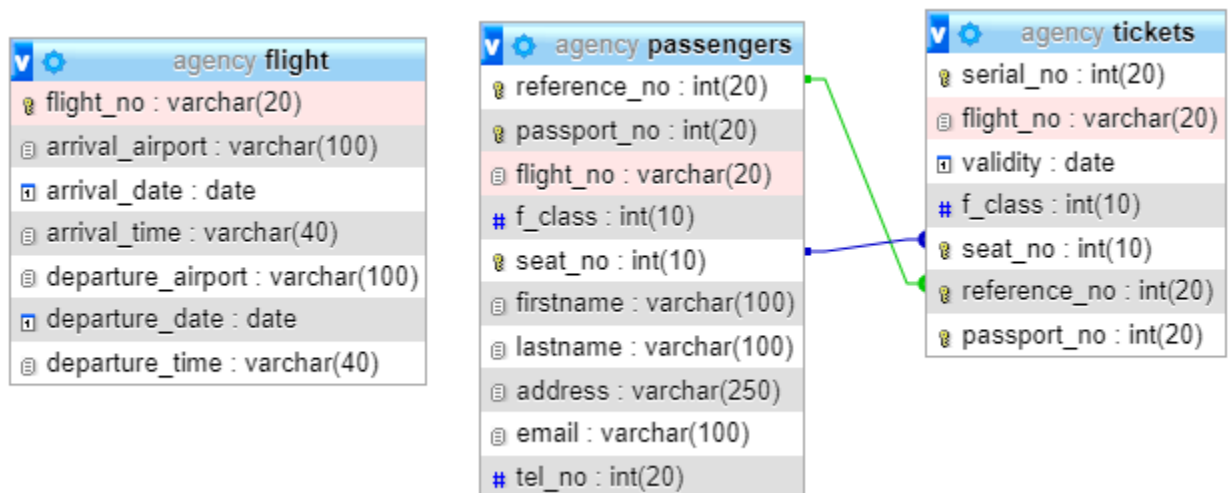 agency flight
flight_no : varchar(20)
arrival_airport : varchar(100)
arrival_date : date
arrival_time : varchar(40)
departure_airport : varchar(100)
departure_date : date
departure_time : varchar(40)
v agency passengers
reference_no : int(20)
passport_no : int(20)
flight_no : varchar(20)
# f_class : int(10)
seat_no : int(10)
firstname : varchar(100)
lastname : varchar(100)
address : varchar(250)
email : varchar(100)
# tel_no : int(20)
v agency tickets
serial_no : int(20)
flight_no : varchar(20)
validity : date
# f_class : int(10)
seat_no : int(10)
reference_no : int(20)
passport_no : int(20)